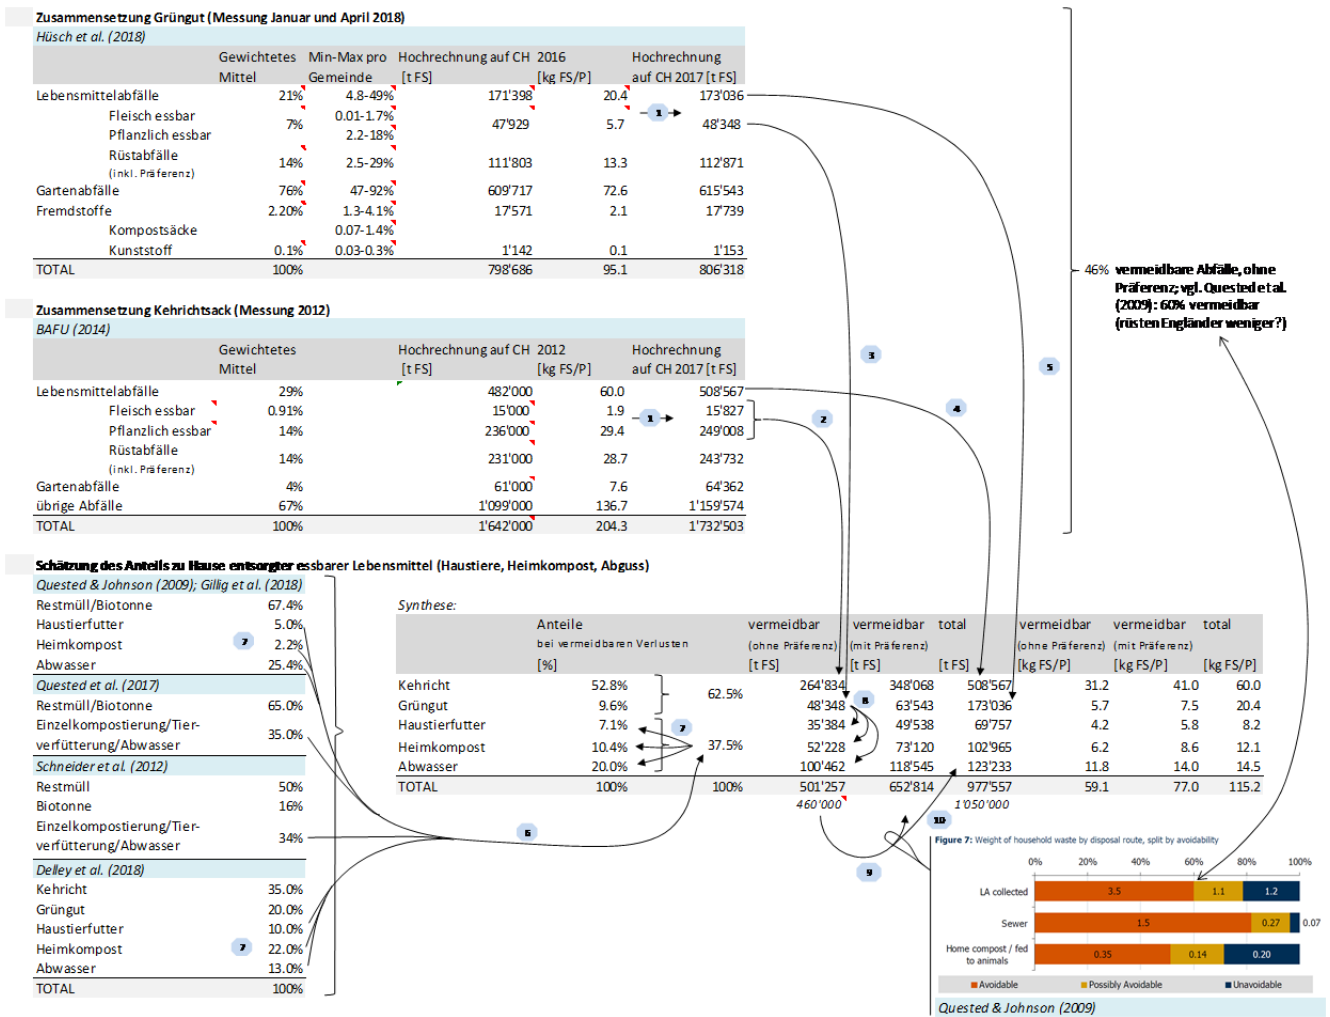 Zusammensetzung Grüngut (Messung Januar und April 2018)
Hüsch et al. (2018)
Gewichtetes Min-Max pro Hochrechnung auf CH 2016 Hochrechnung
Mittel Gemeinde [t FS] [kg FS/P] auf CH 2017 [t FS]
Lebensmittelabfälle 21% 4.8-49% 171'398 20.4 173'036
Fleisch essbar 0.01-1.7%
7% 47'929 5.7 1 48'348
Pflanzlich essbar 2.2-18%
Rüstabfälle
(inkl. Präferenz) 14% 2.5-29% 111'803 13.3 112'871
Gartenabfälle 76% 47-92% 609'717 72.6 615'543
Fremdstoffe 2.20% 1.3-4.1% 17'571 2.1 17'739
Kompostsäcke 0.07-1.4%
Kunststoff 0.1% 0.03-0.3% 1'142 0.1 1'153
TOTAL 100% 798'686 95.1 806'318
46% vermeidbare Abfälle, ohne
Präferenz; vgl. Quested et al.
(2009): 60% vermeidbar
(rüsten Engländer weniger?)
Zusammensetzung Kehrichtsack (Messung 2012)
BAFU (2014)
Gewichtetes Hochrechnung auf CH 2012 Hochrechnung
Mittel [t FS] [kg FS/P] auf CH 2017 [t FS]
Lebensmittelabfälle 29% 482'000 60.0 508'567
Fleisch essbar 0.91% 15'000 1.9 15'827
1 2 3 4 5
Pflanzlich essbar 14% 236'000 29.4 249'008
Rüstabfälle
(inkl. Präferenz) 14% 231'000 28.7 243'732
Gartenabfälle 4% 61'000 7.6 64'362
übrige Abfälle 67% 1'099'000 136.7 1'159'574
TOTAL 100% 1'642'000 204.3 1'732'503
Schätzung des Anteils zu Hause entsorgter essbarer Lebensmittel (Haustiere, Heimkompost, Abguss)
Quested & Johnson (2009); Gillig et al. (2018)
Restmüll/Biotonne 67.4%
Haustierfutter 5.0%
Heimkompost 7 2.2%
Abwasser 25.4%
Quested et al. (2017)
Restmüll/Biotonne 65.0%
Einzelkompostierung/Tier-
verfütterung/Abwasser 35.0%
Schneider et al. (2012)
Restmüll 50%
Biotonne 16%
Einzelkompostierung/Tier-
verfütterung/Abwasser 34%
Delley et al. (2018)
Kehricht 35.0%
Grüngut 20.0%
Haustierfutter 10.0%
Heimkompost 7 22.0%
Abwasser 13.0%
TOTAL 100%
6
Synthese:
Anteile vermeidbar vermeidbar total vermeidbar vermeidbar total
bei vermeidbaren Verlusten (ohne Präferenz) (mit Präferenz) (ohne Präferenz) (mit Präferenz)
[%] [t FS] [t FS] [t FS] [kg FS/P] [kg FS/P] [kg FS/P]
Kehricht 52.8% 264'834 348'068 508'567 31.2 41.0 60.0
62.5%
Grüngut 9.6% 48'348 8 63'543 173'036 5.7 7.5 20.4
Haustierfutter 7.1% 7 35'384 49'538 69'757 4.2 5.8 8.2
Heimkompost 10.4% 37.5% 52'228 73'120 102'965 6.2 8.6 12.1
Abwasser 20.0% 100'462 118'545 123'233 11.8 14.0 14.5
TOTAL 100% 100% 501'257 652'814 977'557 59.1 77.0 115.2
460'000 1'050'000
10
9
Figure 7: Weight of household waste by disposal route, split by avoidability
0% 20% 40% 60% 80% 100%
LA collected 3.5 1.1 1.2
Sewer 1.5 0.27 0.07
Home compost / fed
to animals 0.35 0.14 0.20
Avoidable Possibly Avoidable Unavoidable
Quested & Johnson (2009)